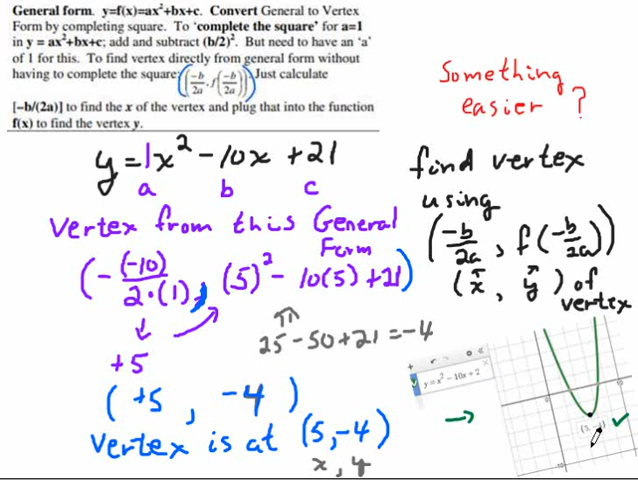 General form. y=f(x)=ax²+bx+c. Convert General to Vertex
Form by completing square. To 'complete the square' for a=1
in y = ax²+bx+c; add and subtract (b/2)². But need to have an 'a'
of 1 for this. To find vertex directly from general form without
having to complete the square: (-b/2a, f(-b/2a)). Just calculate
[-b/(2a)] to find the x of the vertex and plug that into the function
f(x) to find the vertex y.
Something
easier ?
y = 1x² - 10x + 21
a b c
Vertex from this General
Form
(-(-10)/2·(1), (5)² - 10(5) + 21)
+5
25 - 50 + 21 = -4
(+5, -4)
Vertex is at (5, -4)
x, y
find vertex
using
(-b/2a, f(-b/2a))
(x, y) of
vertex
y = x² - 10x + 2
0
10
-10